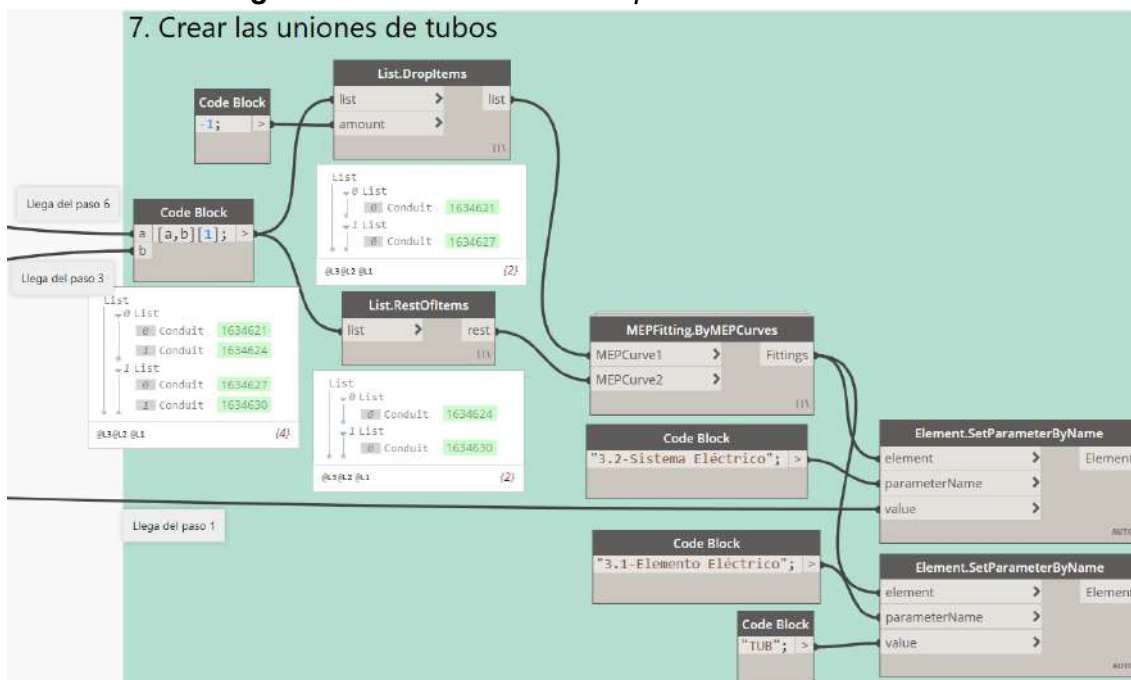 7. Crear las uniones de tubos
List.DropItems
list > list
amount >
Code Block
-1; >
List
0 List
0 Conduit 1634621
1 List
0 Conduit 1634627
@L3@L2 @L1 {2}
Llega del paso 6
Code Block
a [a,b][1]; >
b
Llega del paso 3
List
0 List
0 Conduit 1634621
1 Conduit 1634624
1 List
0 Conduit 1634627
1 Conduit 1634630
@L3@L2 @L1 {4}
List.RestOfItems
list > rest
List
0 List
0 Conduit 1634624
1 List
0 Conduit 1634630
@L3@L2 @L1 {2}
MEPFitting.ByMEPCurves
MEPCurve1 > Fittings
MEPCurve2 >
Code Block
"3.2-Sistema Eléctrico"; >
Element.SetParameterByName
element > Element
parameterName >
value >
AUTO
Llega del paso 1
Code Block
"3.1-Elemento Eléctrico"; >
Element.SetParameterByName
element > Element
parameterName >
value >
AUTO
Code Block
"TUB"; >